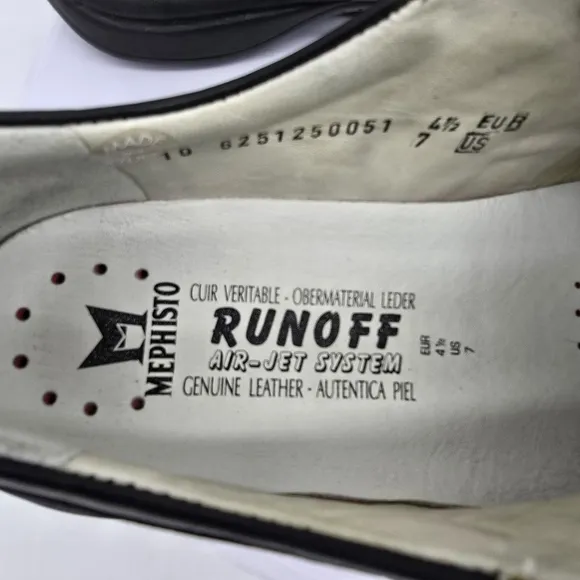 10 6251250051 4½ EUR
7 US
MEPHISTO
CUIR VERITABLE - OBERMATERIAL LEDER
RUNOFF
AIR-JET SYSTEM
GENUINE LEATHER - AUTENTICA PIEL
EUR
4½
US
7